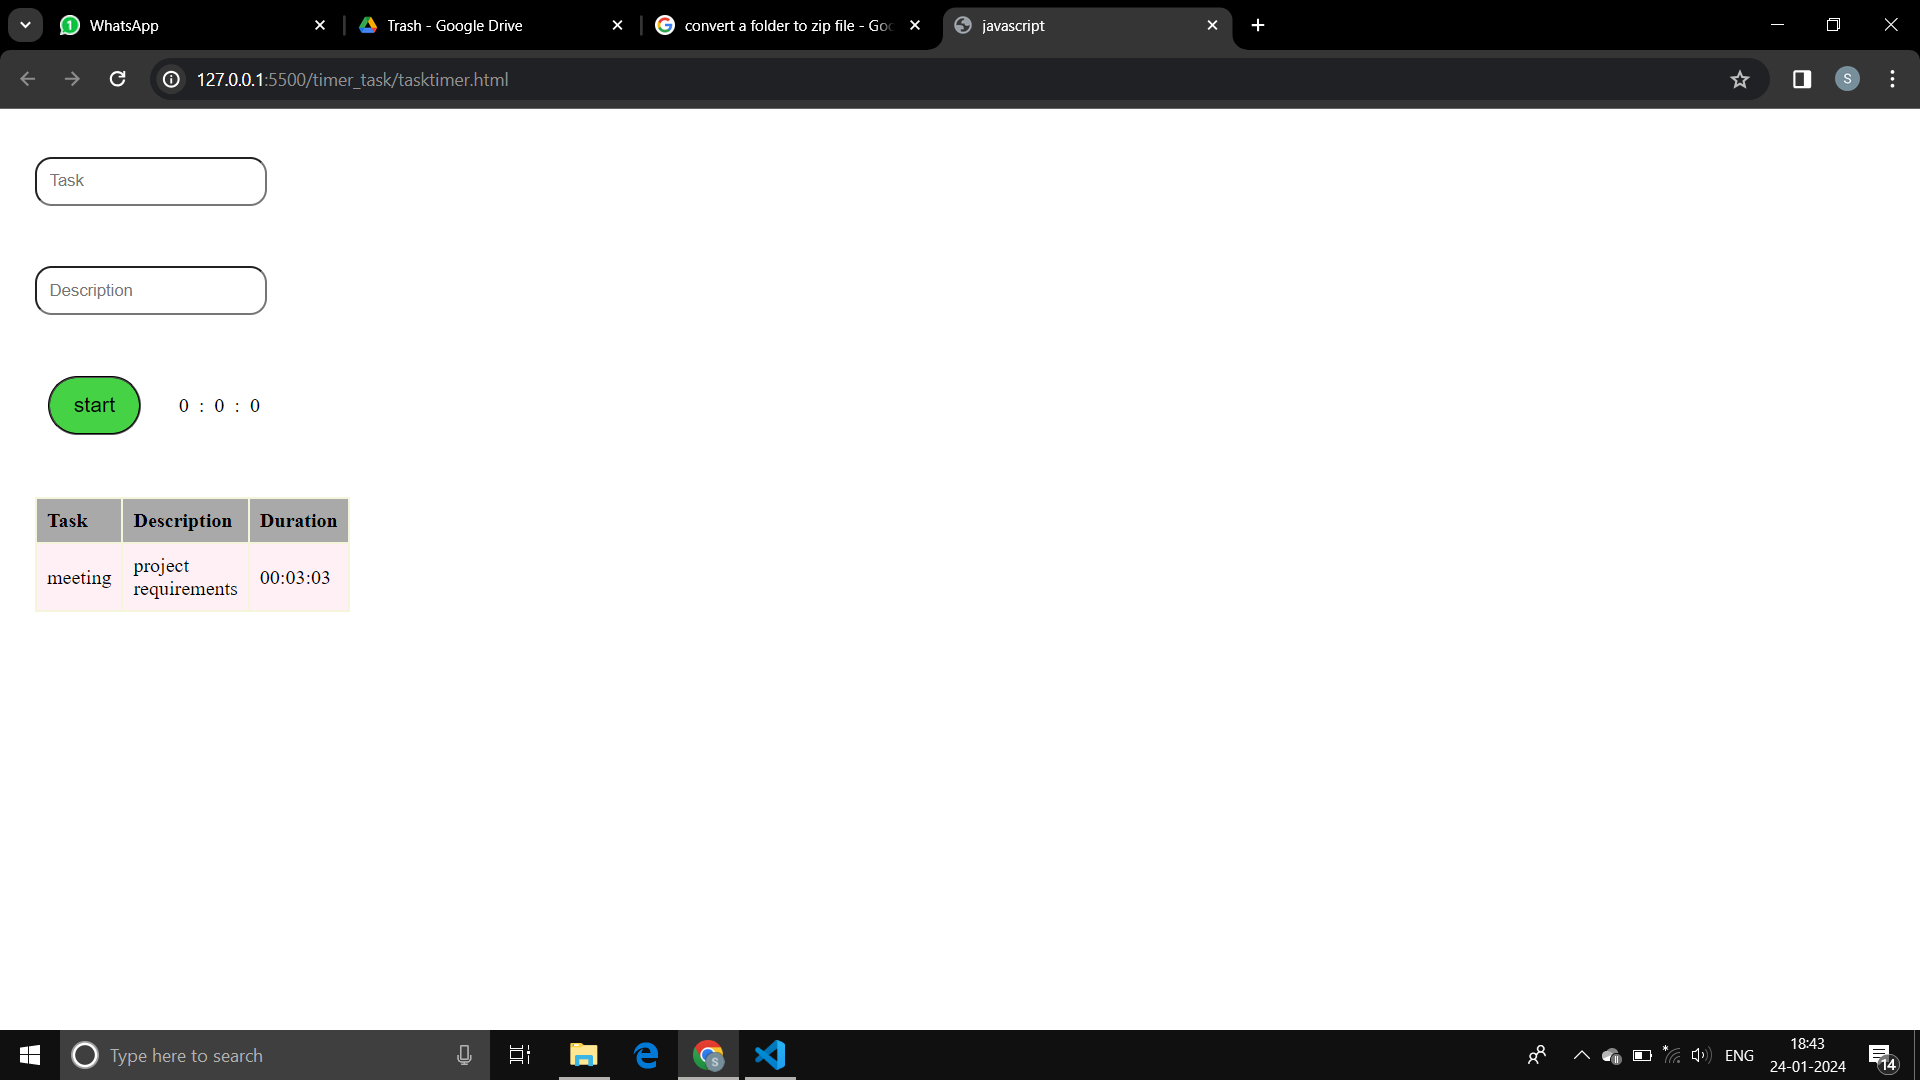 WhatsApp
Trash - Google Drive
convert a folder to zip file - Goo
javascript
127.0.0.1:5500/timer_task/tasktimer.html
S
Task
Description
start
0 : 0 : 0
Task Description Duration
meeting project requirements 00:03:03
Type here to search
S
ENG
18:43
24-01-2024
14